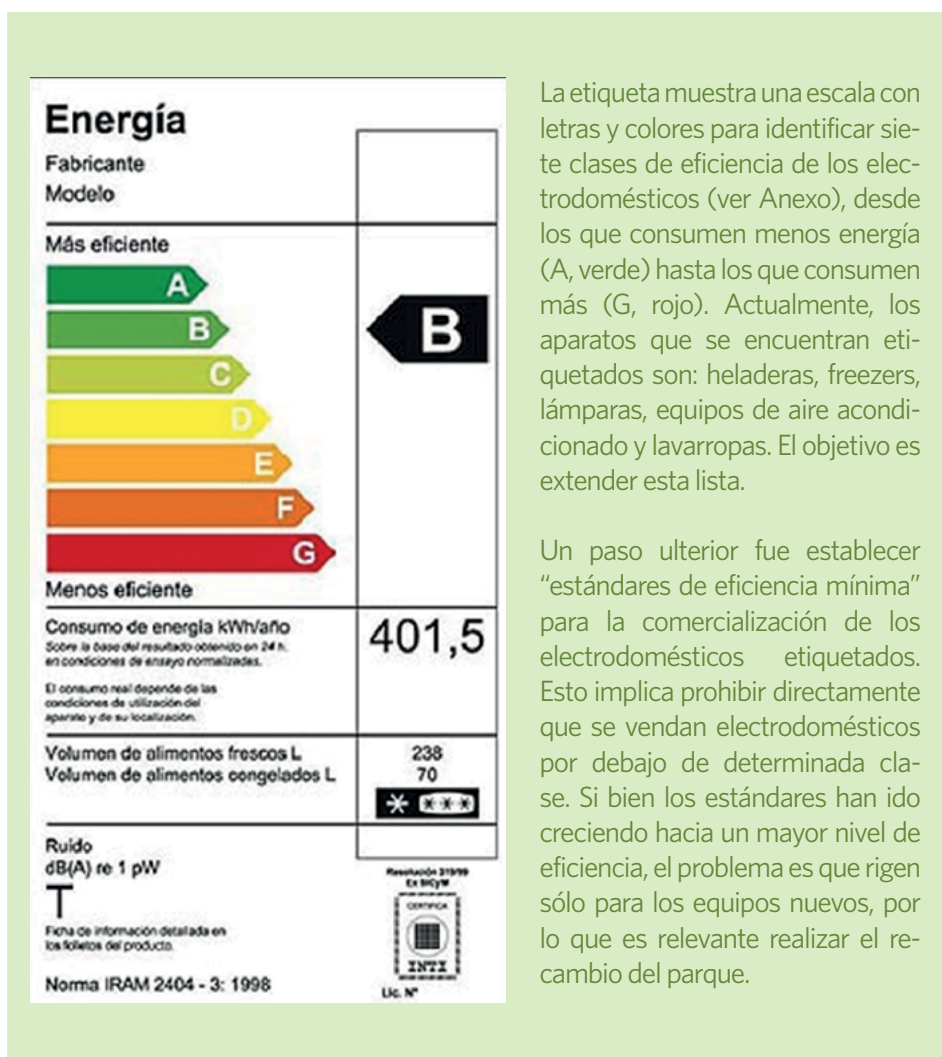 Energía
Fabricante
Modelo
Más eficiente
A
B
C
D
E
F
G
B
Menos eficiente
Consumo de energía kWh/año
Sobre la base del resultado obtenido en 24 h.
en condiciones de ensayo normalizadas.
401,5
El consumo real depende de las
condiciones de utilización del
aparato y de su localización.
Volumen de alimentos frescos L
238
Volumen de alimentos congelados L
70
Ruido
dB(A) re 1 pW
T
Ficha de información detallada en
los folletos del producto.
Norma IRAM 2404 - 3: 1998
Resolución 319/99
Ex SICyM
CERTIFICA
INTI
Lic. N°
La etiqueta muestra una escala con
letras y colores para identificar sie-
te clases de eficiencia de los elec-
trodomésticos (ver Anexo), desde
los que consumen menos energía
(A, verde) hasta los que consumen
más (G, rojo). Actualmente, los
aparatos que se encuentran eti-
quetados son: heladeras, freezers,
lámparas, equipos de aire acondi-
cionado y lavarropas. El objetivo es
extender esta lista.
Un paso ulterior fue establecer
“estándares de eficiencia mínima”
para la comercialización de los
electrodomésticos etiquetados.
Esto implica prohibir directamente
que se vendan electrodomésticos
por debajo de determinada cla-
se. Si bien los estándares han ido
creciendo hacia un mayor nivel de
eficiencia, el problema es que rigen
sólo para los equipos nuevos, por
lo que es relevante realizar el re-
cambio del parque.